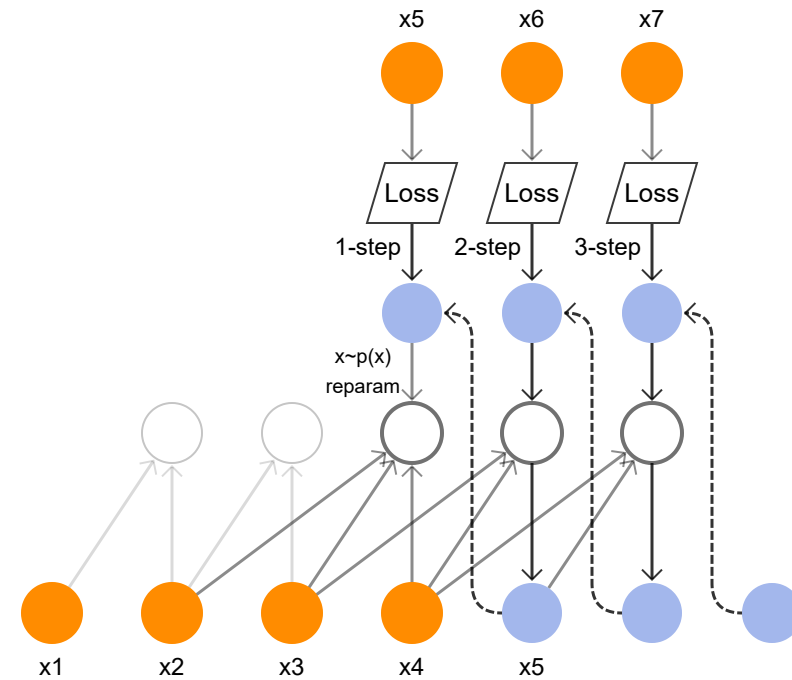 x5 x6 x7
Loss Loss Loss
1-step 2-step 3-step
x~p(x)
reparam
x1 x2 x3 x4 x5